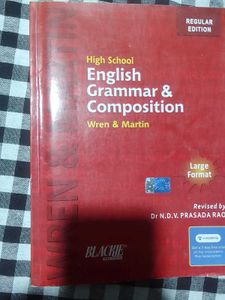 REGULAR
EDITION
High School
English
Grammar &
Composition
Wren & Martin
WREN & MARTIN
Large
Format
Revised by
Dr N.D.V. PRASADA RAO
BLACKIE